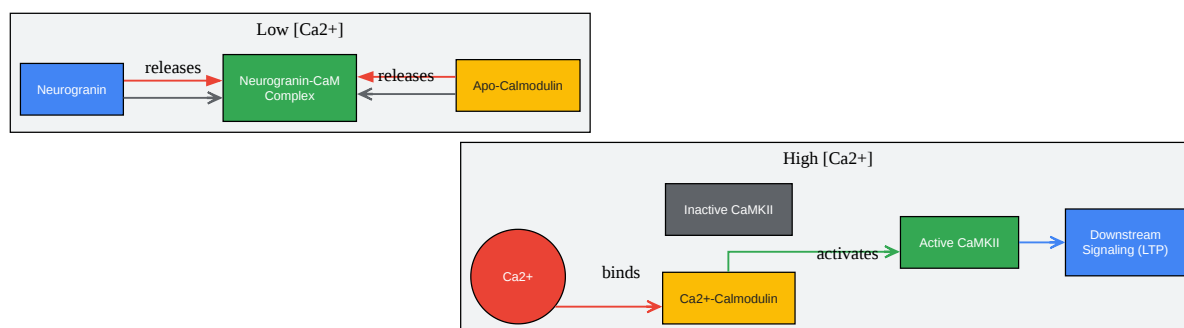 Low [Ca2+]
releases
releases
Neurogranin
Neurogranin-CaM
Complex
Apo-Calmodulin
High [Ca2+]
Inactive CaMKII
Active CaMKII
Downstream
Signaling (LTP)
activates
Ca2+
binds
Ca2+-Calmodulin